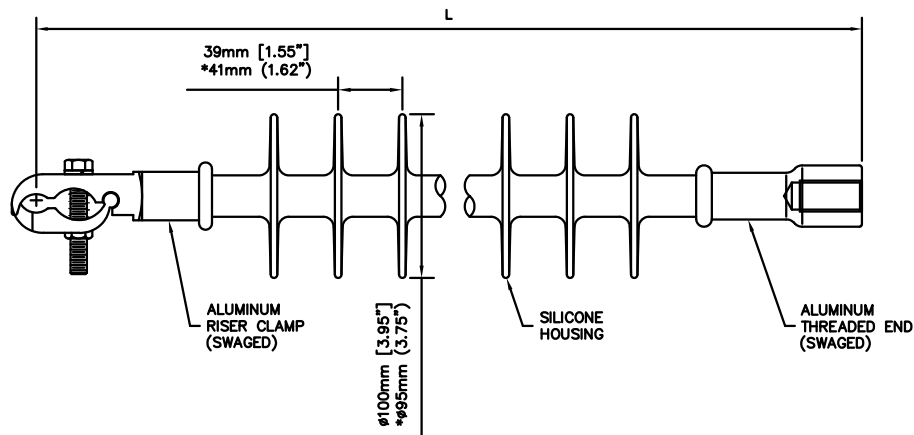 L
39mm [1.55"]
*41mm (1.62")
ALUMINUM
RISER CLAMP
(SWAGED)
ø100mm [3.95"]
*ø95mm (3.75")
SILICONE
HOUSING
ALUMINUM
THREADED END
(SWAGED)